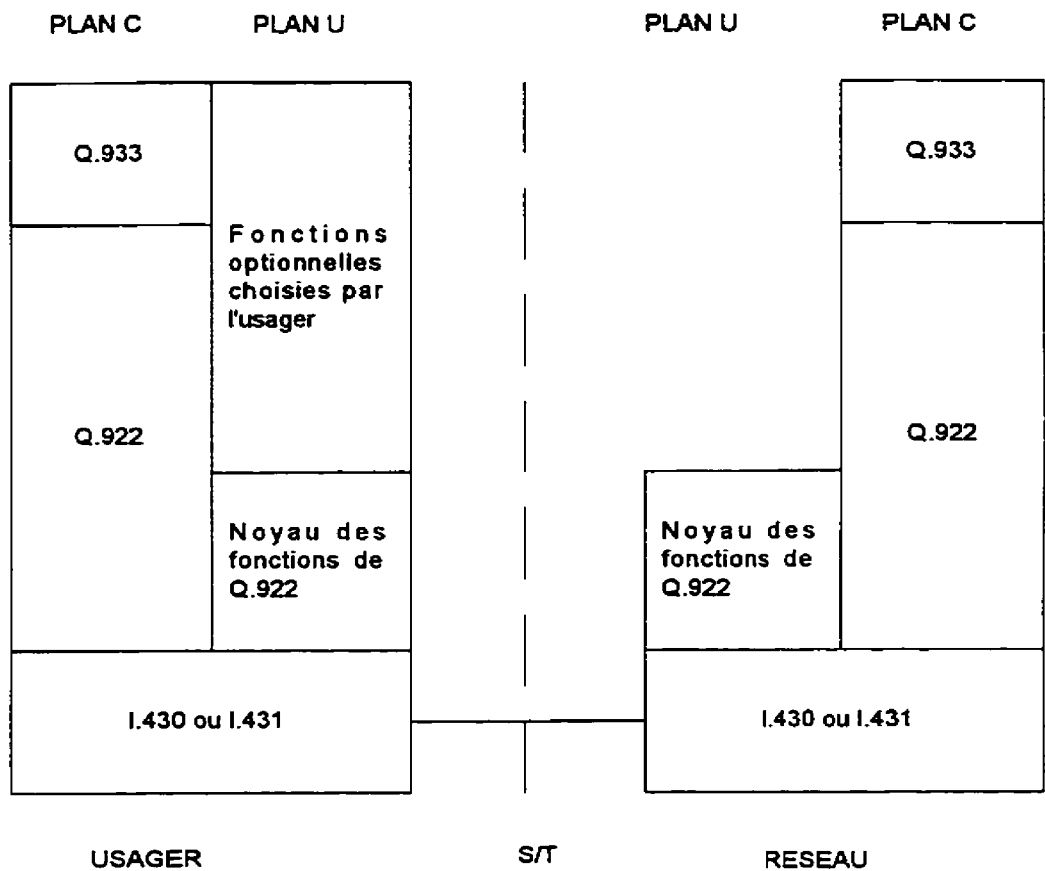 PLAN C PLAN U PLAN U PLAN C
Q.933
Q.933
Fonctions
optionnelles
choisies par
l'usager
Q.922
Q.922
Noyau des
fonctions de
Q.922
Noyau des
fonctions de
Q.922
I.430 ou I.431
I.430 ou I.431
USAGER S/T RESEAU